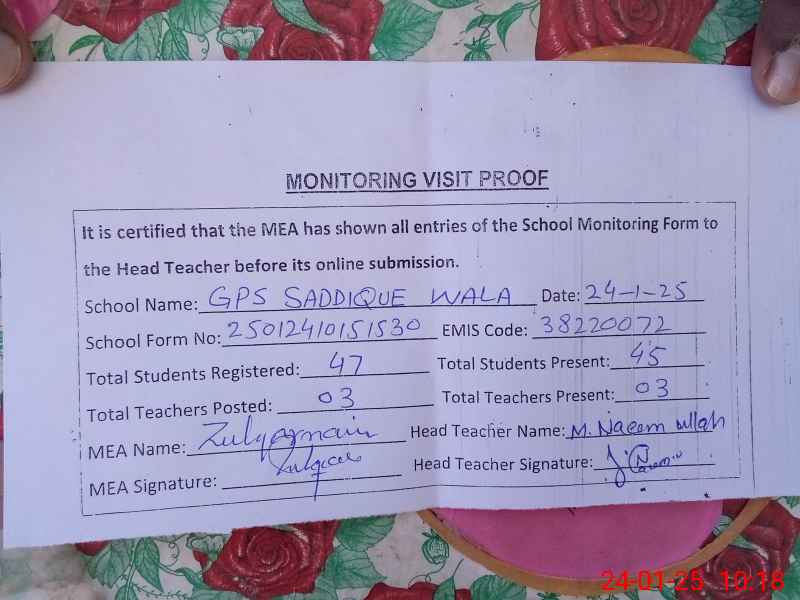 MONITORING VISIT PROOF
It is certified that the MEA has shown all entries of the School Monitoring Form to
the Head Teacher before its online submission.
School Name: GPS SADDIQUE WALA Date: 24-1-25
School Form No: 25012410151530 EMIS Code: 38220072
Total Students Registered: 47 Total Students Present: 45
Total Teachers Posted: 03 Total Teachers Present: 03
MEA Name: Zulqarnain Head Teacher Name: M. Naeem ullah
MEA Signature: Head Teacher Signature:
24-01-25 10:18